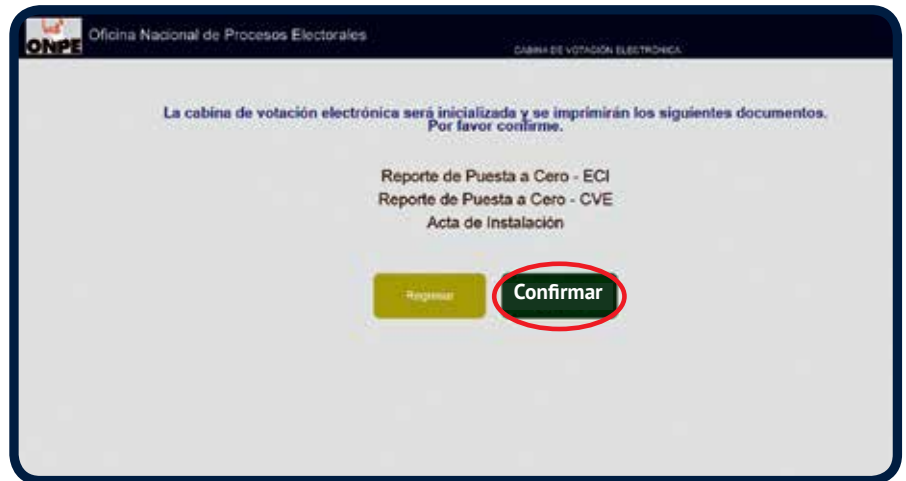 ONPE Oficina Nacional de Procesos Electorales
CABINA DE VOTACIÓN ELECTRÓNICA
La cabina de votación electrónica será inicializada y se imprimirán los siguientes documentos.
Por favor confirme.
Reporte de Puesta a Cero - ECI
Reporte de Puesta a Cero - CVE
Acta de Instalación
Regresar Confirmar